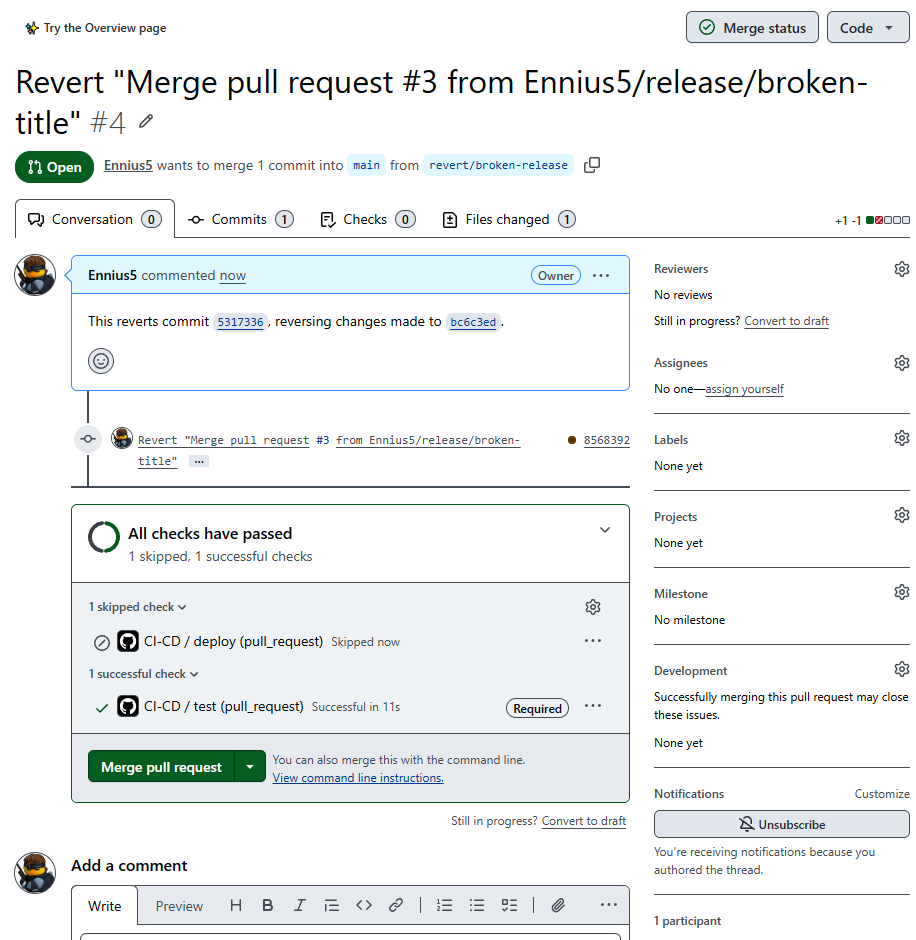 Try the Overview page
Merge status
Code
Revert "Merge pull request #3 from Ennius5/release/broken-
title" #4
Open
Ennius5 wants to merge 1 commit into main from revert/broken-release
Conversation 0
Commits 1
Checks 0
Files changed 1
+1 -1
Ennius5 commented now
Owner
This reverts commit 5317336, reversing changes made to bc6c3ed.
Revert "Merge pull request #3 from Ennius5/release/broken-
title" ...
8568392
All checks have passed
1 skipped, 1 successful checks
1 skipped check
CI-CD / deploy (pull_request) Skipped now
1 successful check
CI-CD / test (pull_request) Successful in 11s
Required
Merge pull request
You can also merge this with the command line.
View command line instructions.
Still in progress? Convert to draft
Add a comment
Write
Preview
Reviewers
No reviews
Still in progress? Convert to draft
Assignees
No one—assign yourself
Labels
None yet
Projects
None yet
Milestone
No milestone
Development
Successfully merging this pull request may close
these issues.
None yet
Notifications
Customize
Unsubscribe
You're receiving notifications because you
authored the thread.
1 participant